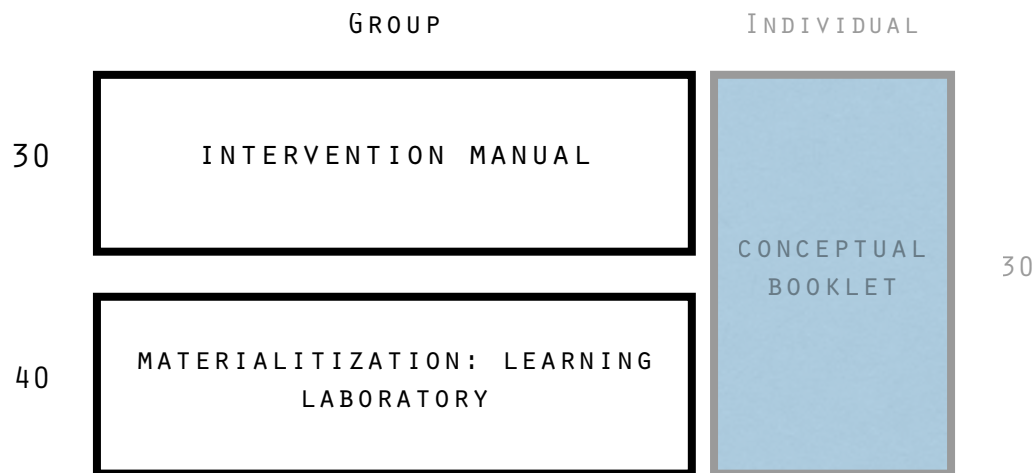 GROUP
INDIVIDUAL
30
INTERVENTION MANUAL
CONCEPTUAL
BOOKLET
30
40
MATERIALITIZATION: LEARNING
LABORATORY